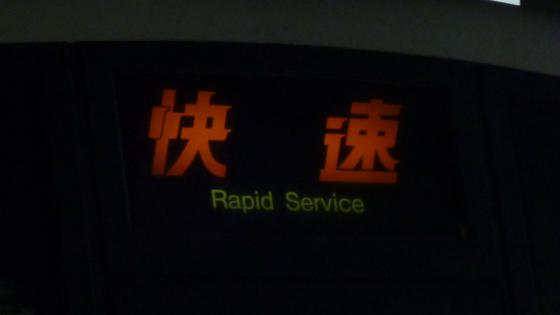 快速
Rapid Service